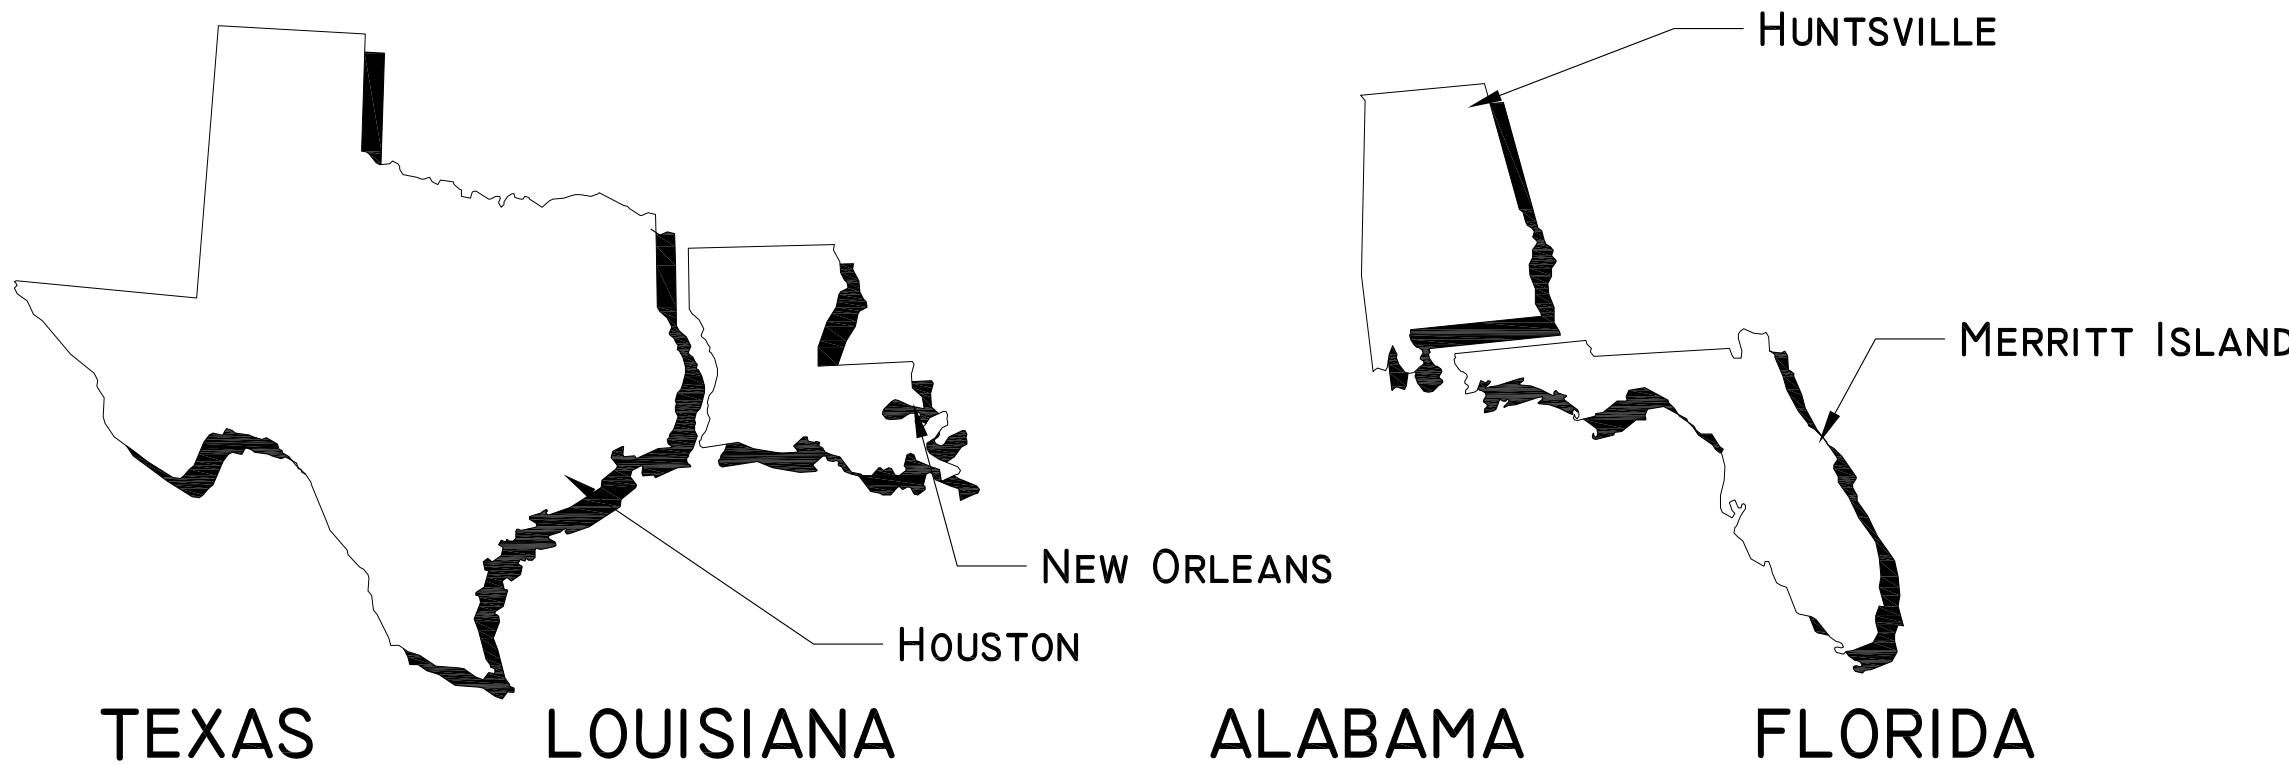 HUNTSVILLE
MERRITT ISLAND
NEW ORLEANS
HOUSTON
TEXAS LOUISIANA ALABAMA FLORIDA